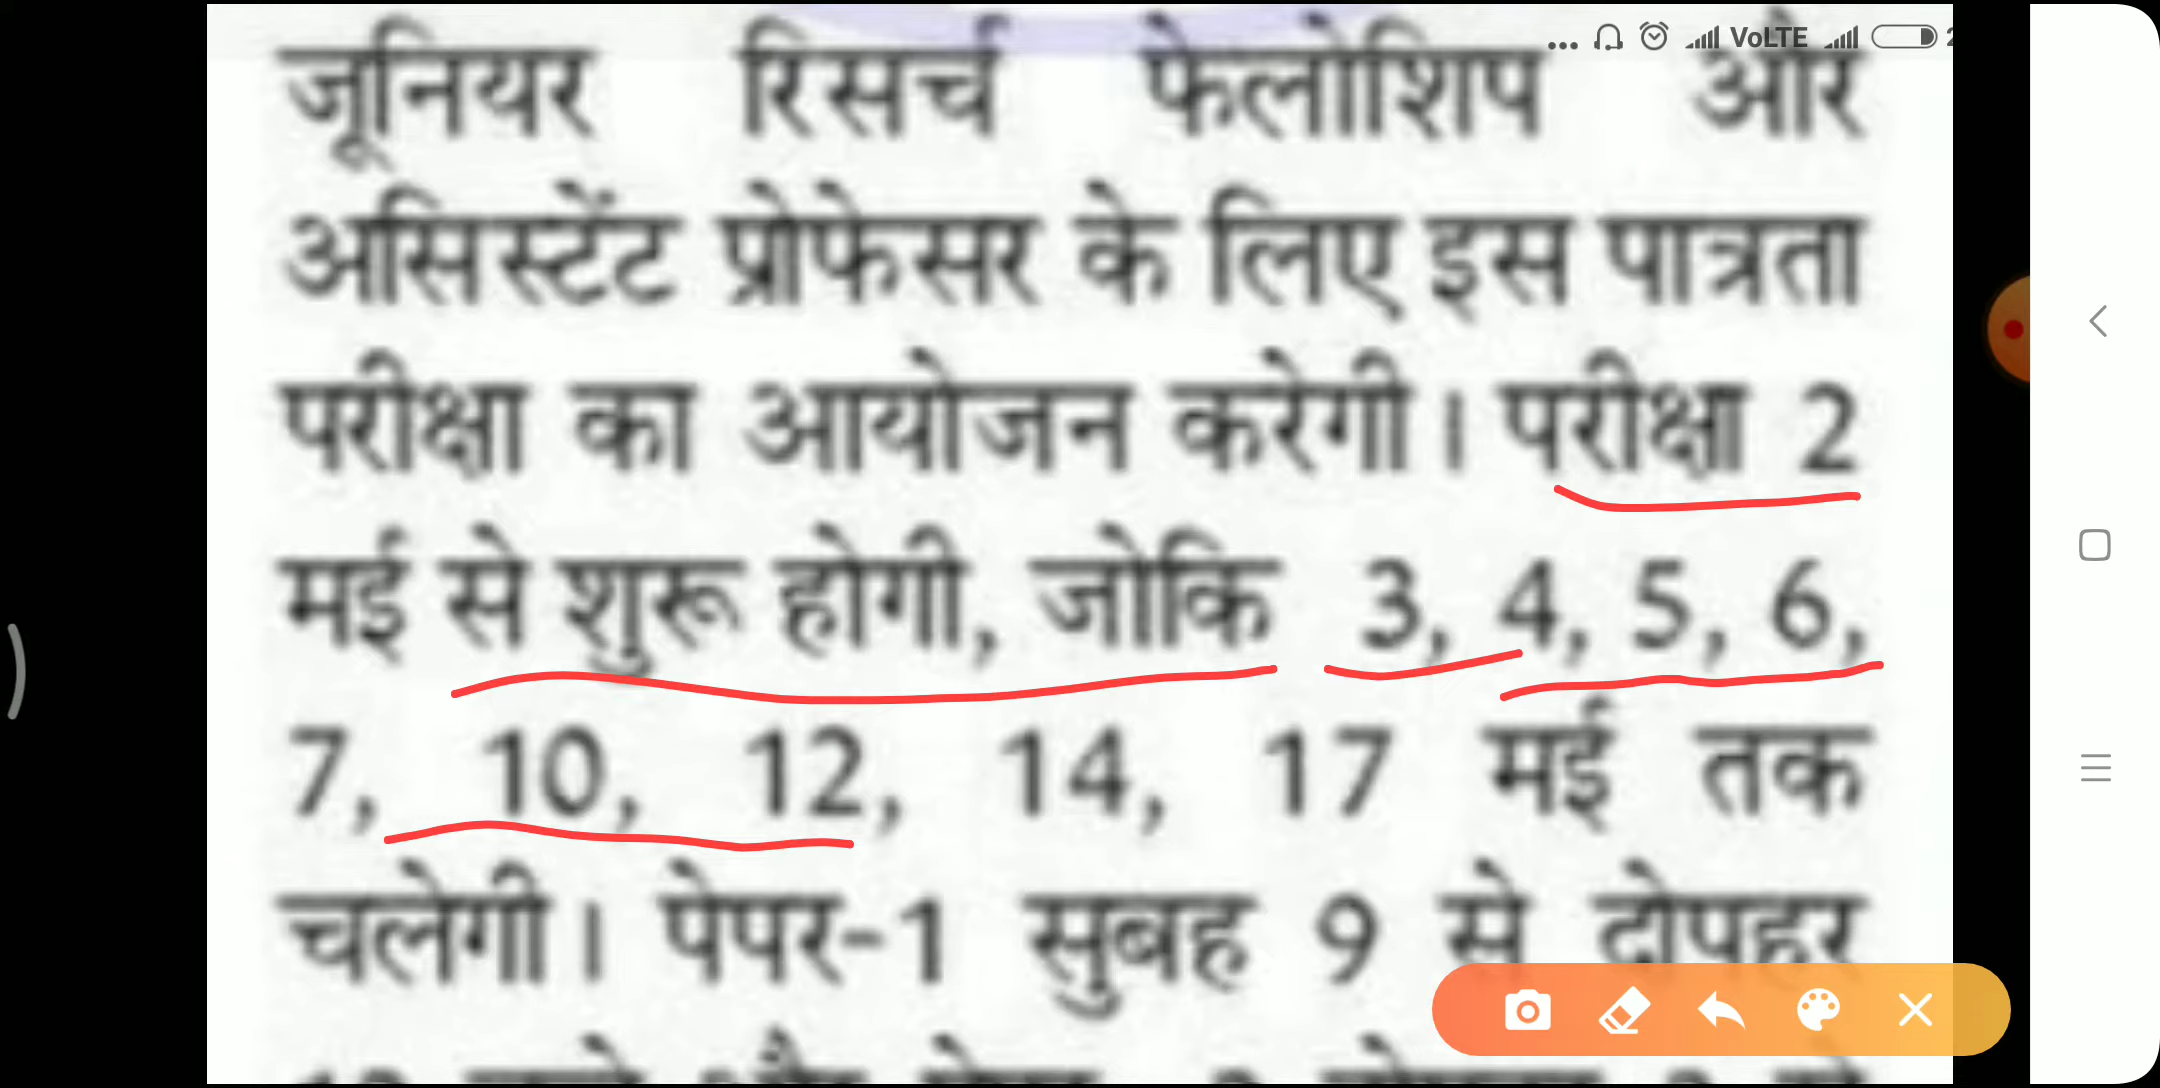 ... VoLTE
जूनियर रिसर्च फेलोशिप और
असिस्टेंट प्रोफेसर के लिए इस पात्रता
परीक्षा का आयोजन करेगी। परीक्षा 2
मई से शुरू होगी, जोकि 3, 4, 5, 6,
7, 10, 12, 14, 17 मई तक
चलेगी। पेपर-1 सुबह 9 से दोपहर